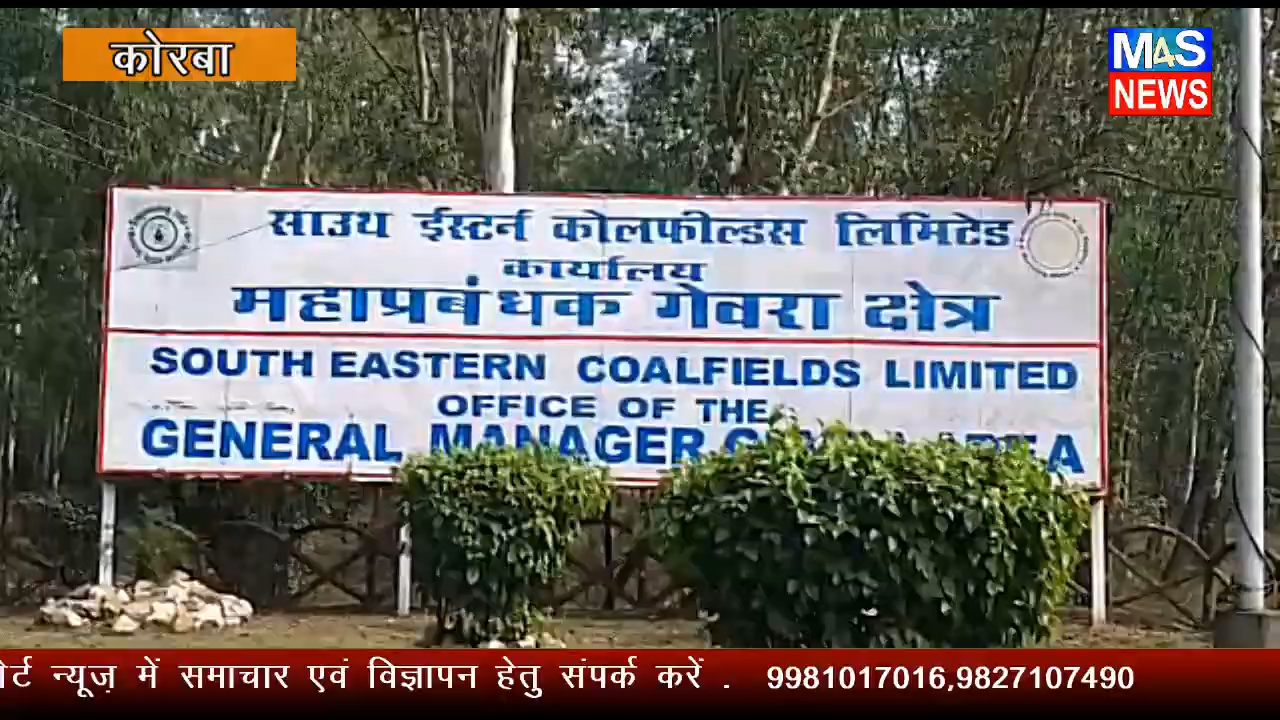 कोरबा
M4S
NEWS
साउथ ईस्टर्न कोलफील्डस लिमिटेड
कार्यालय
महाप्रबंधक गेवरा क्षेत्र
SOUTH EASTERN COALFIELDS LIMITED
OFFICE OF THE
GENERAL MANAGER
न्यूज़ में समाचार एवं विज्ञापन हेतु संपर्क करें . 9981017016,9827107490